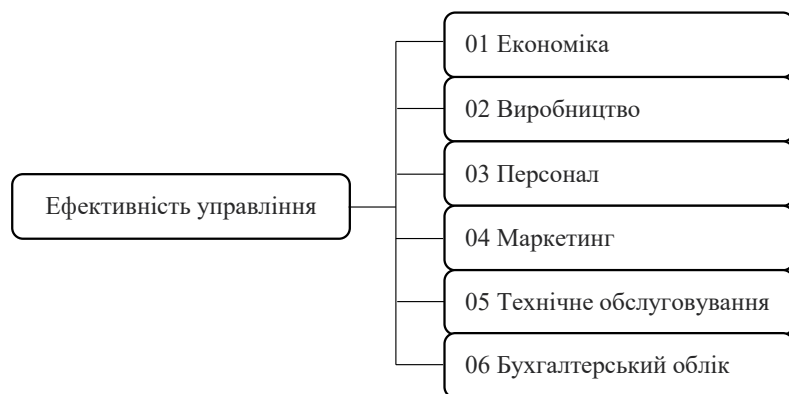 Ефективність управління
01 Економіка
02 Виробництво
03 Персонал
04 Маркетинг
05 Технічне обслуговування
06 Бухгалтерський облік